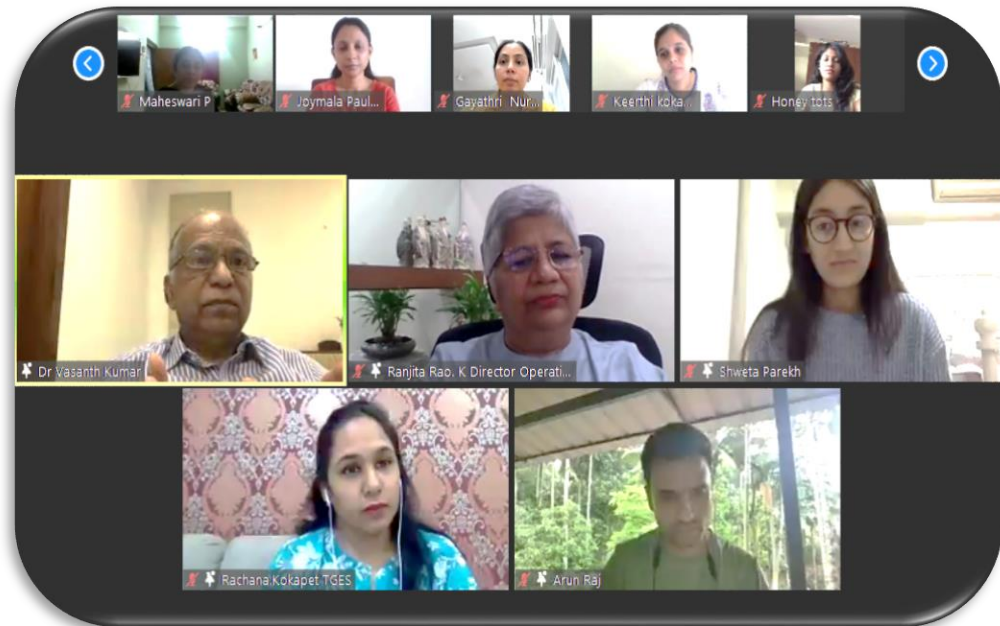 Maheswari P
Joymala Paul...
Gayathri Nur...
Keerthi koka...
Honey tots
Dr Vasanth Kumar
Ranjita Rao. K Director Operati...
Shweta Parekh
Rachana.Kokapet TGES
Arun Raj